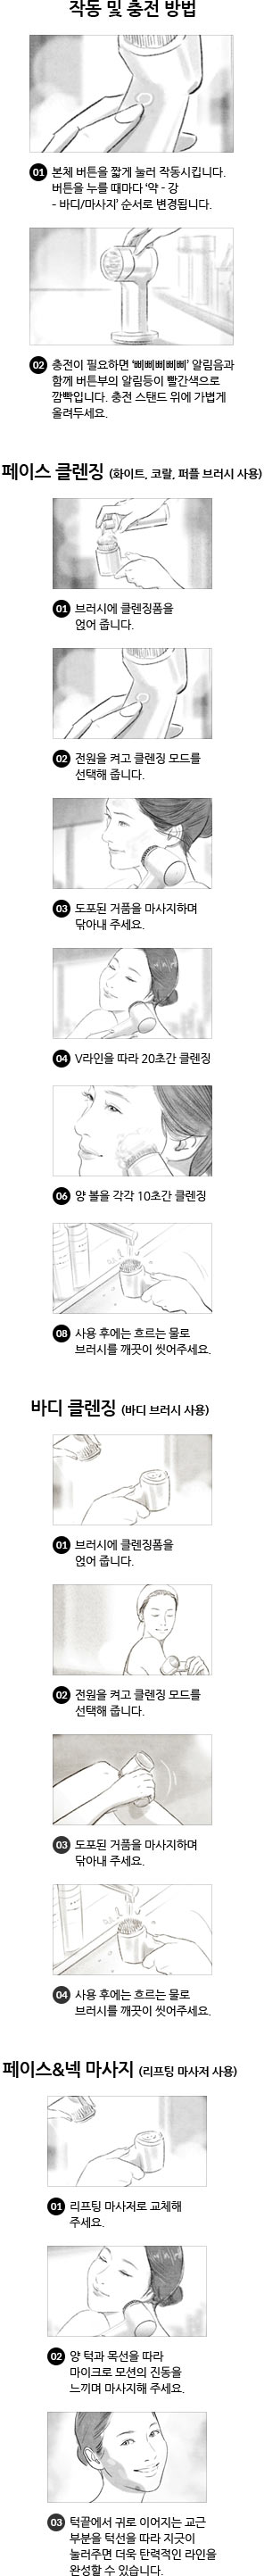 작동 및 충전 방법
01 본체 버튼을 짧게 눌러 작동시킵니다.
버튼을 누를 때마다 ‘약 - 강
– 바디/마사지’ 순서로 변경됩니다.
02 충전이 필요하면 ‘삐삐삐삐삐’ 알림음과
함께 버튼부의 알림등이 빨간색으로
깜빡입니다. 충전 스탠드 위에 가볍게
올려두세요.
페이스 클렌징 (화이트, 코랄, 퍼플 브러시 사용)
01 브러시에 클렌징폼을
얹어 줍니다.
02 전원을 켜고 클렌징 모드를
선택해 줍니다.
03 도포된 거품을 마사지하며
닦아내 주세요.
04 V라인을 따라 20초간 클렌징
06 양 볼을 각각 10초간 클렌징
08 사용 후에는 흐르는 물로
브러시를 깨끗이 씻어주세요.
바디 클렌징 (바디 브러시 사용)
01 브러시에 클렌징폼을
얹어 줍니다.
02 전원을 켜고 클렌징 모드를
선택해 줍니다.
03 도포된 거품을 마사지하며
닦아내 주세요.
04 사용 후에는 흐르는 물로
브러시를 깨끗이 씻어주세요.
페이스&넥 마사지 (리프팅 마사저 사용)
01 리프팅 마사저로 교체해
주세요.
02 양 턱과 목선을 따라
마이크로 모션의 진동을
느끼며 마사지해 주세요.
03 턱끝에서 귀로 이어지는 교근
부분을 턱선을 따라 지긋이
눌러주면 더욱 탄력적인 라인을
완성할 수 있습니다.